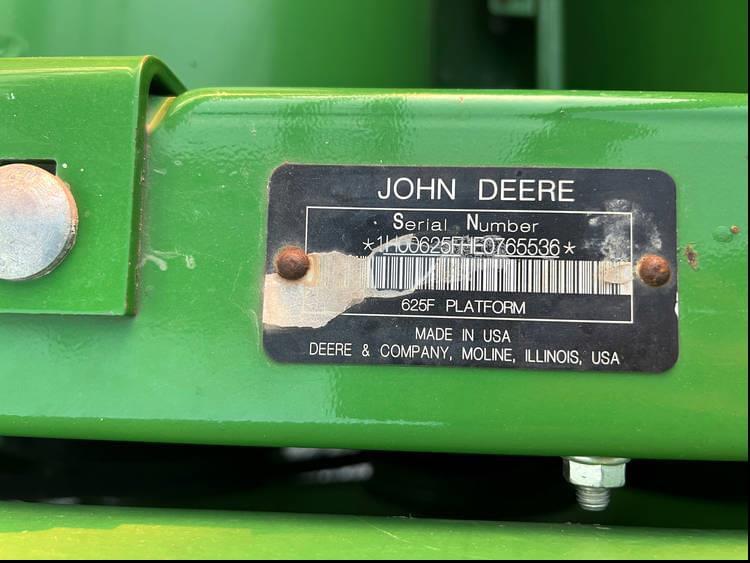 JOHN DEERE
Serial Number
*1H00625FHE0765536*
625F PLATFORM
MADE IN USA
DEERE & COMPANY, MOLINE, ILLINOIS, USA